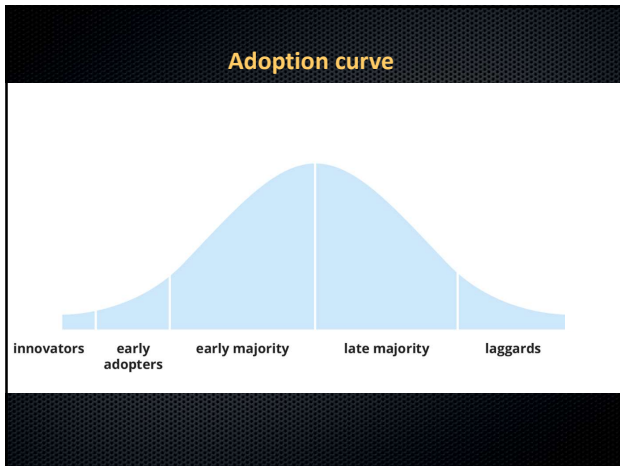 Adoption curve
innovators early early majority late majority laggards
adopters